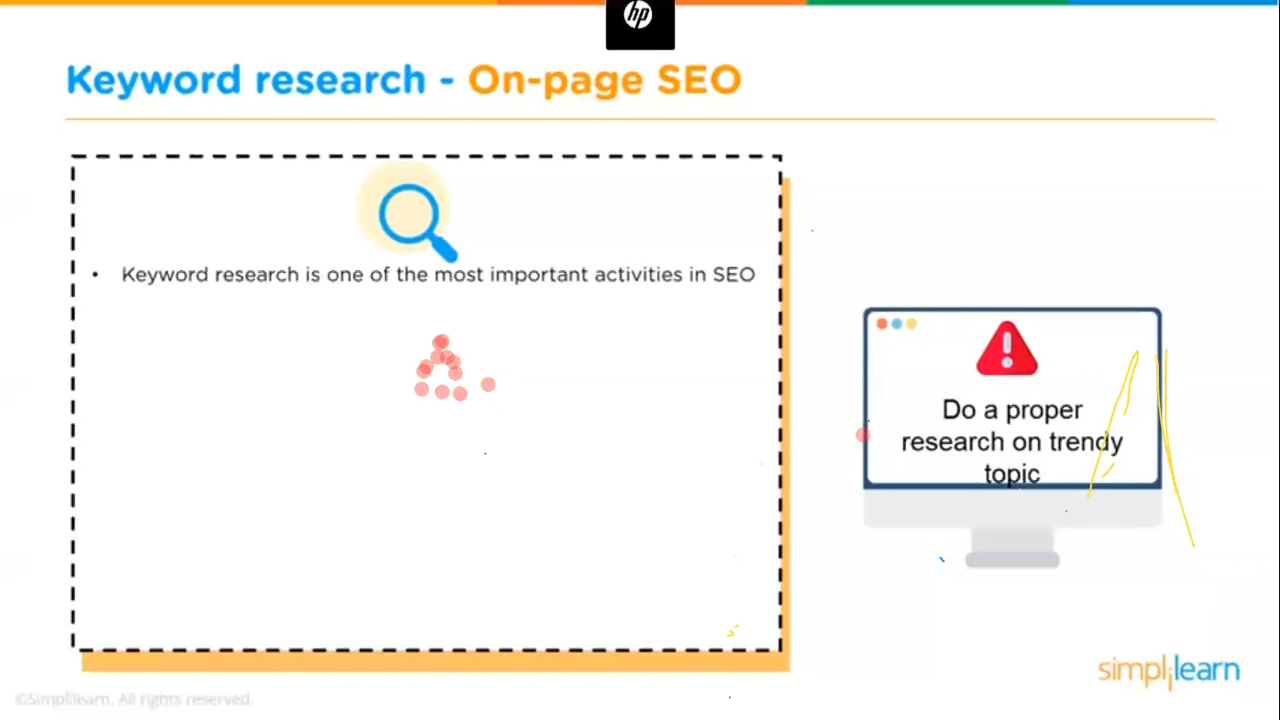 hp
Keyword research - On-page SEO
• Keyword research is one of the most important activities in SEO
Do a proper
research on trendy
topic
simplilearn
©Simplilearn. All rights reserved.